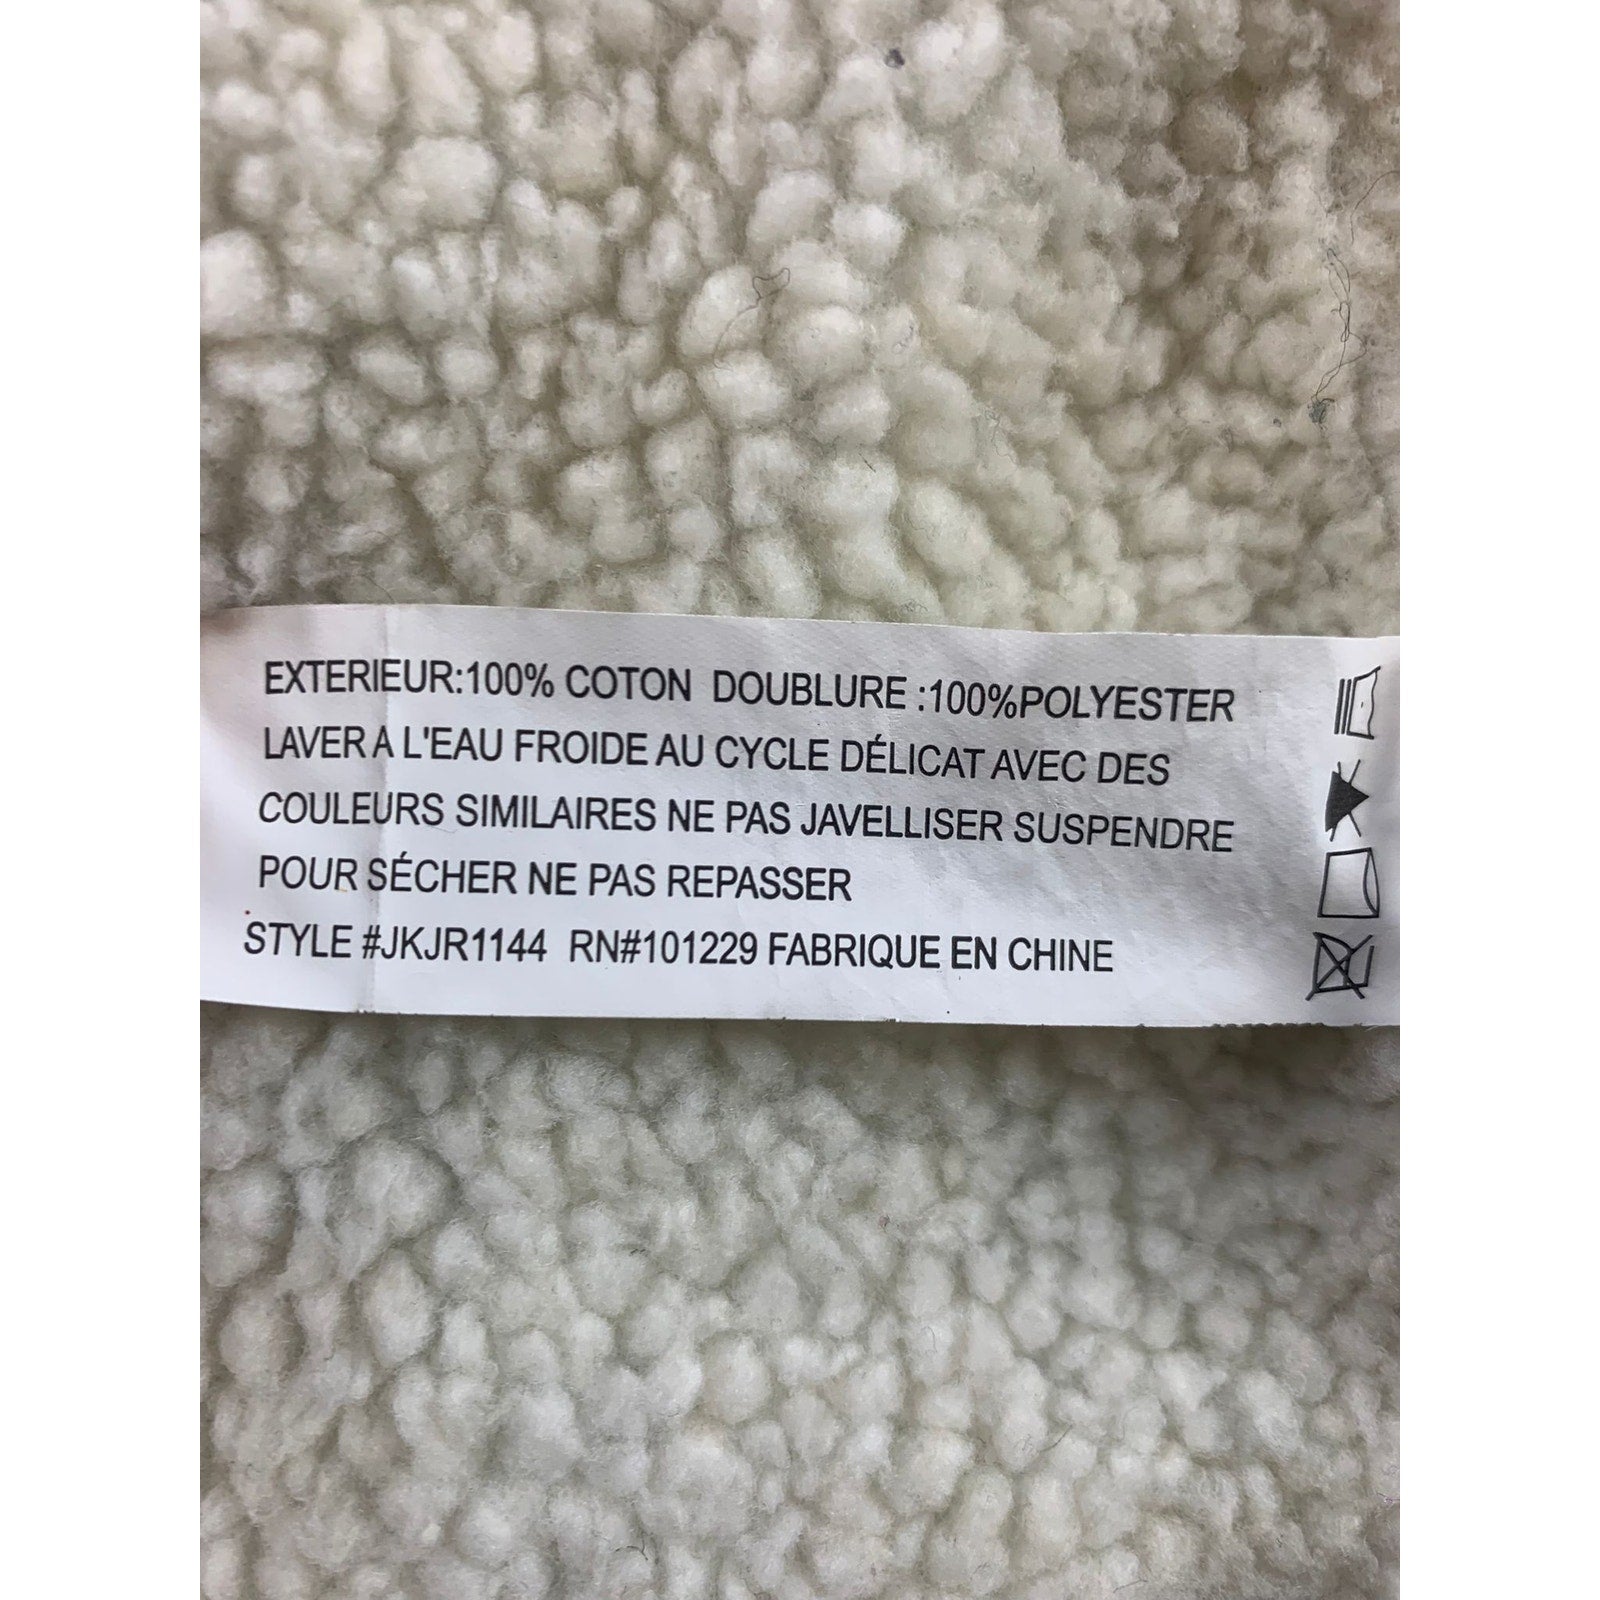 EXTERIEUR:100% COTON DOUBLURE :100%POLYESTER
LAVER A L'EAU FROIDE AU CYCLE DÉLICAT AVEC DES
COULEURS SIMILAIRES NE PAS JAVELLISER SUSPENDRE
POUR SÉCHER NE PAS REPASSER
STYLE #JKJR1144 RN#101229 FABRIQUE EN CHINE